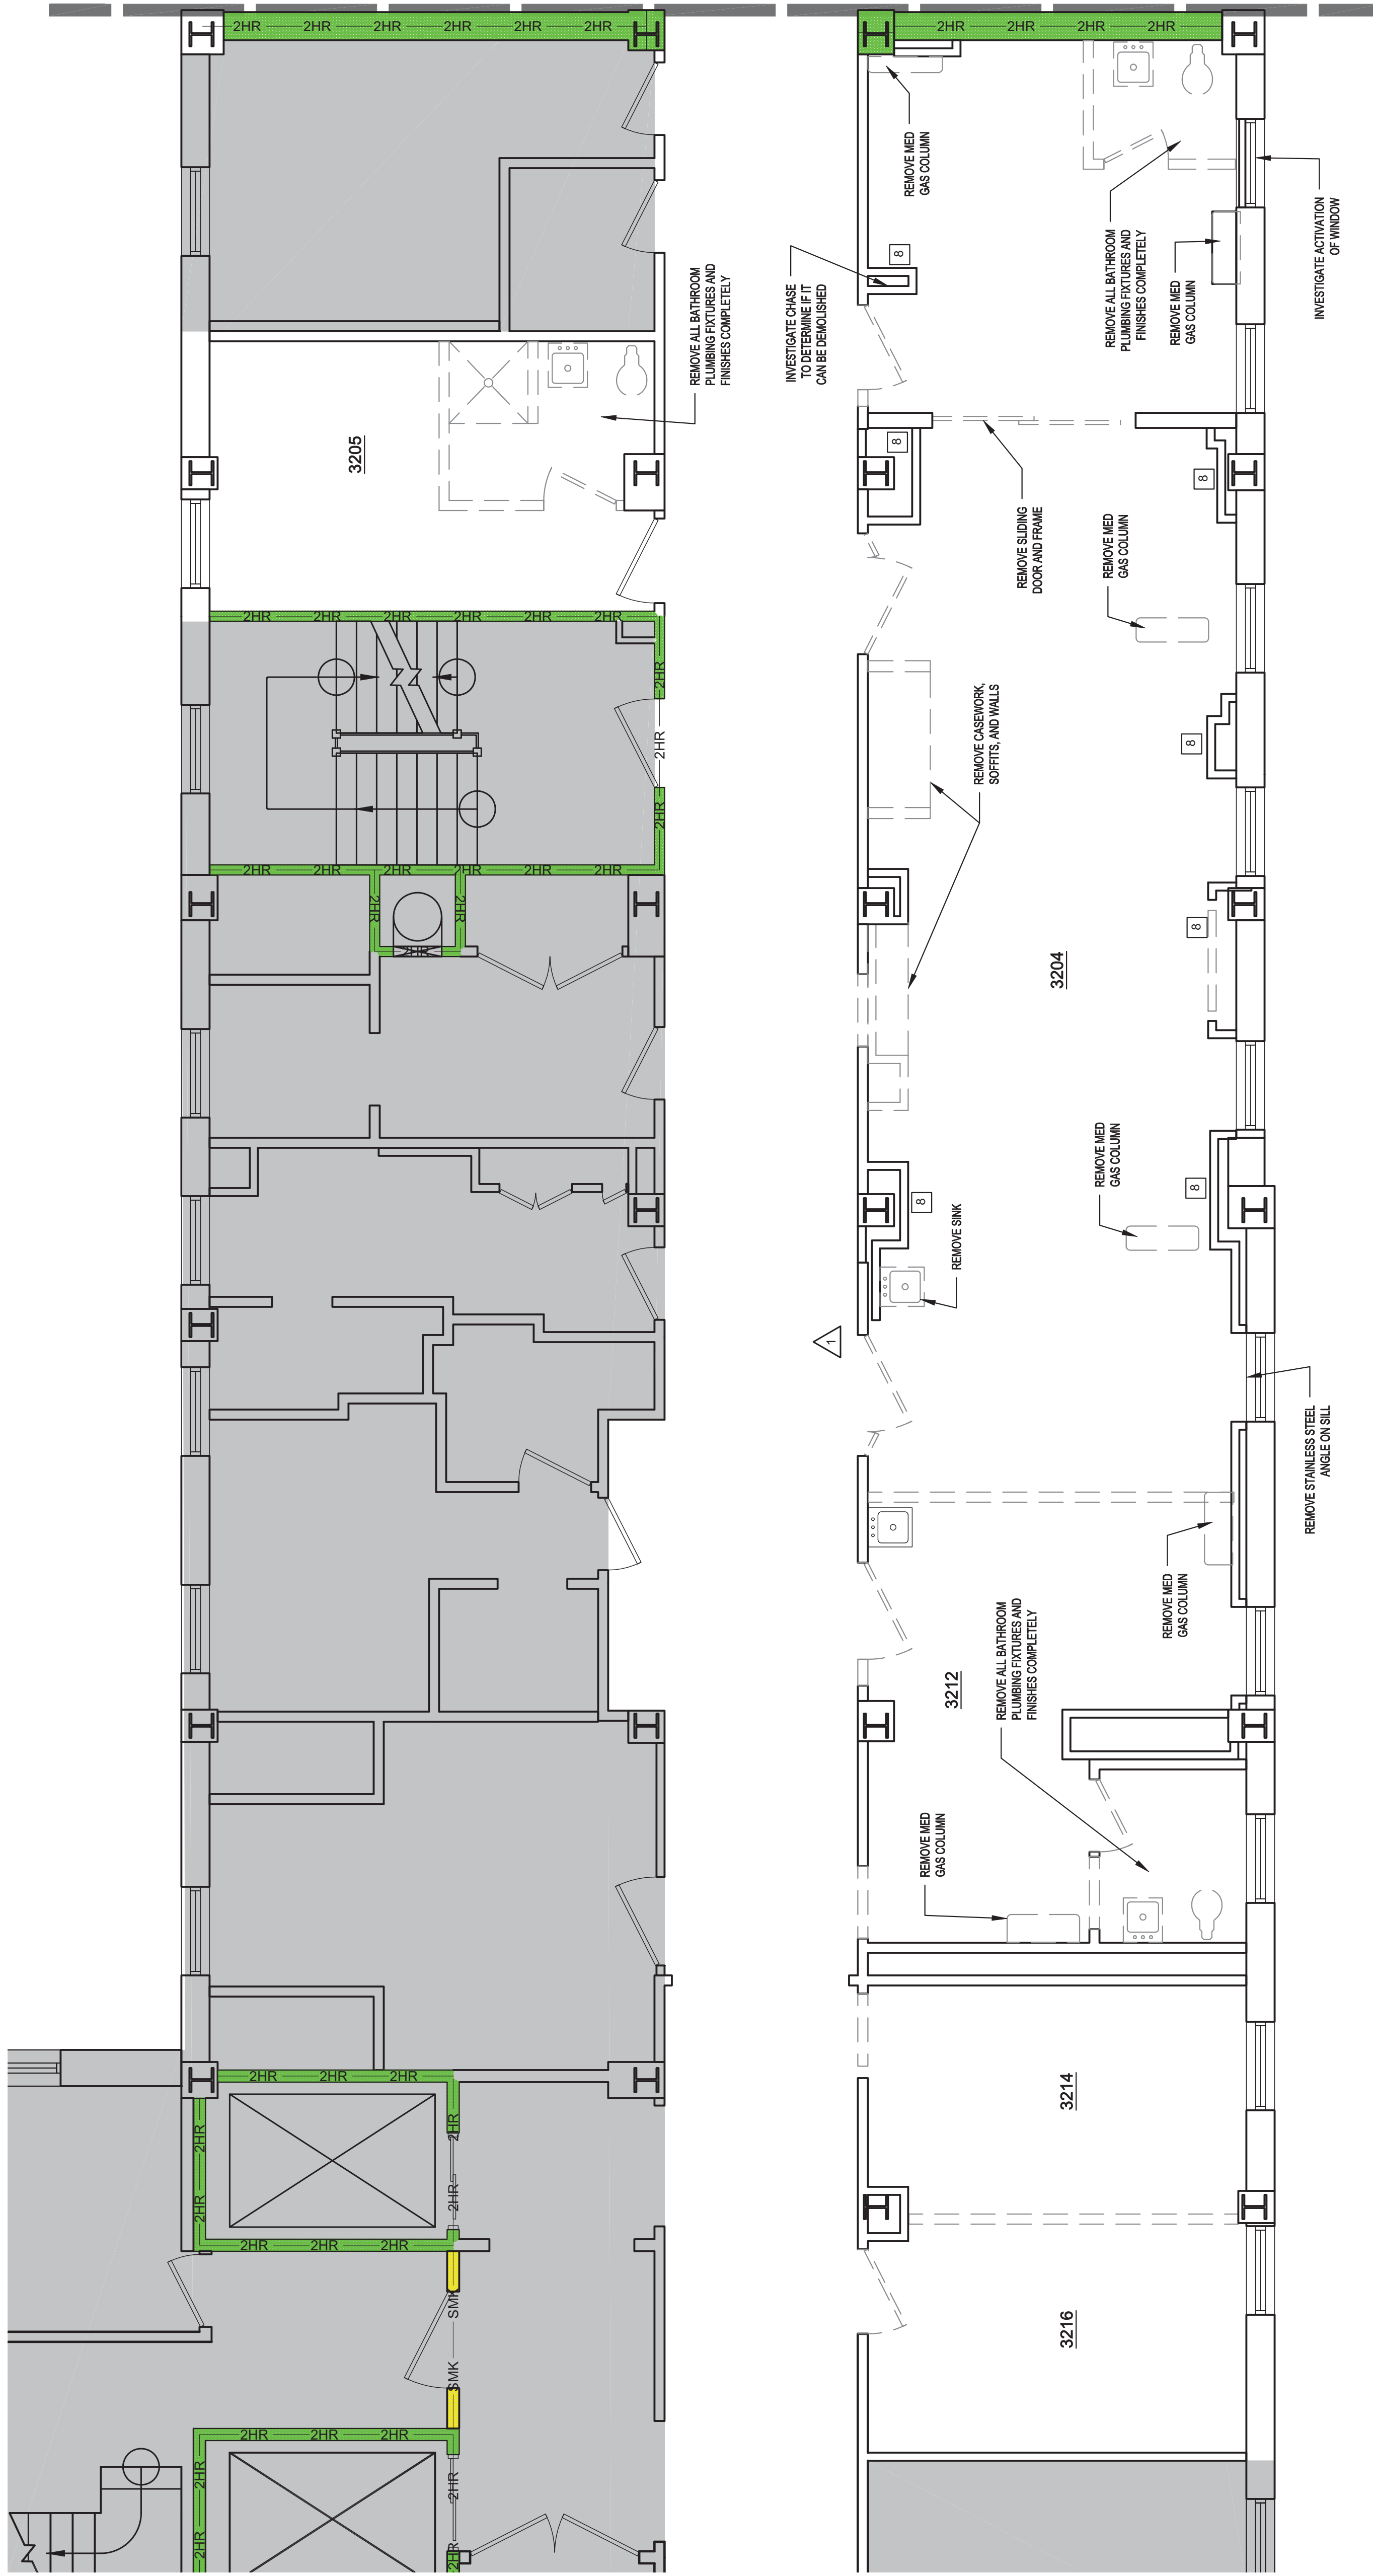 2HR 2HR 2HR 2HR 2HR 2HR
2HR 2HR 2HR 2HR
REMOVE MED
GAS COLUMN
8
INVESTIGATE CHASE
TO DETERMINE IF IT
CAN BE DEMOLISHED
REMOVE ALL BATHROOM
PLUMBING FIXTURES AND
FINISHES COMPLETELY
REMOVE MED
GAS COLUMN
INVESTIGATE ACTIVATION
OF WINDOW
REMOVE ALL BATHROOM
PLUMBING FIXTURES AND
FINISHES COMPLETELY
3205
8
8
REMOVE SLIDING
DOOR AND FRAME
REMOVE MED
GAS COLUMN
2HR 2HR 2HR 2HR 2HR 2HR
2HR
2HR
2HR
2HR 2HR 2HR 2HR 2HR 2HR
2HR
2HR
2HR
REMOVE CASEWORK,
SOFFITS, AND WALLS
8
8
3204
REMOVE MED
GAS COLUMN
8
8
REMOVE SINK
1
REMOVE STAINLESS STEEL
ANGLE ON SILL
REMOVE MED
GAS COLUMN
3212
REMOVE ALL BATHROOM
PLUMBING FIXTURES AND
FINISHES COMPLETELY
REMOVE MED
GAS COLUMN
2HR 2HR 2HR
2HR
2HR
2HR
2HR
2HR 2HR 2HR
SMK
SMK
3214
3216
2HR 2HR 2HR
2HR
2HR
2HR
2HR